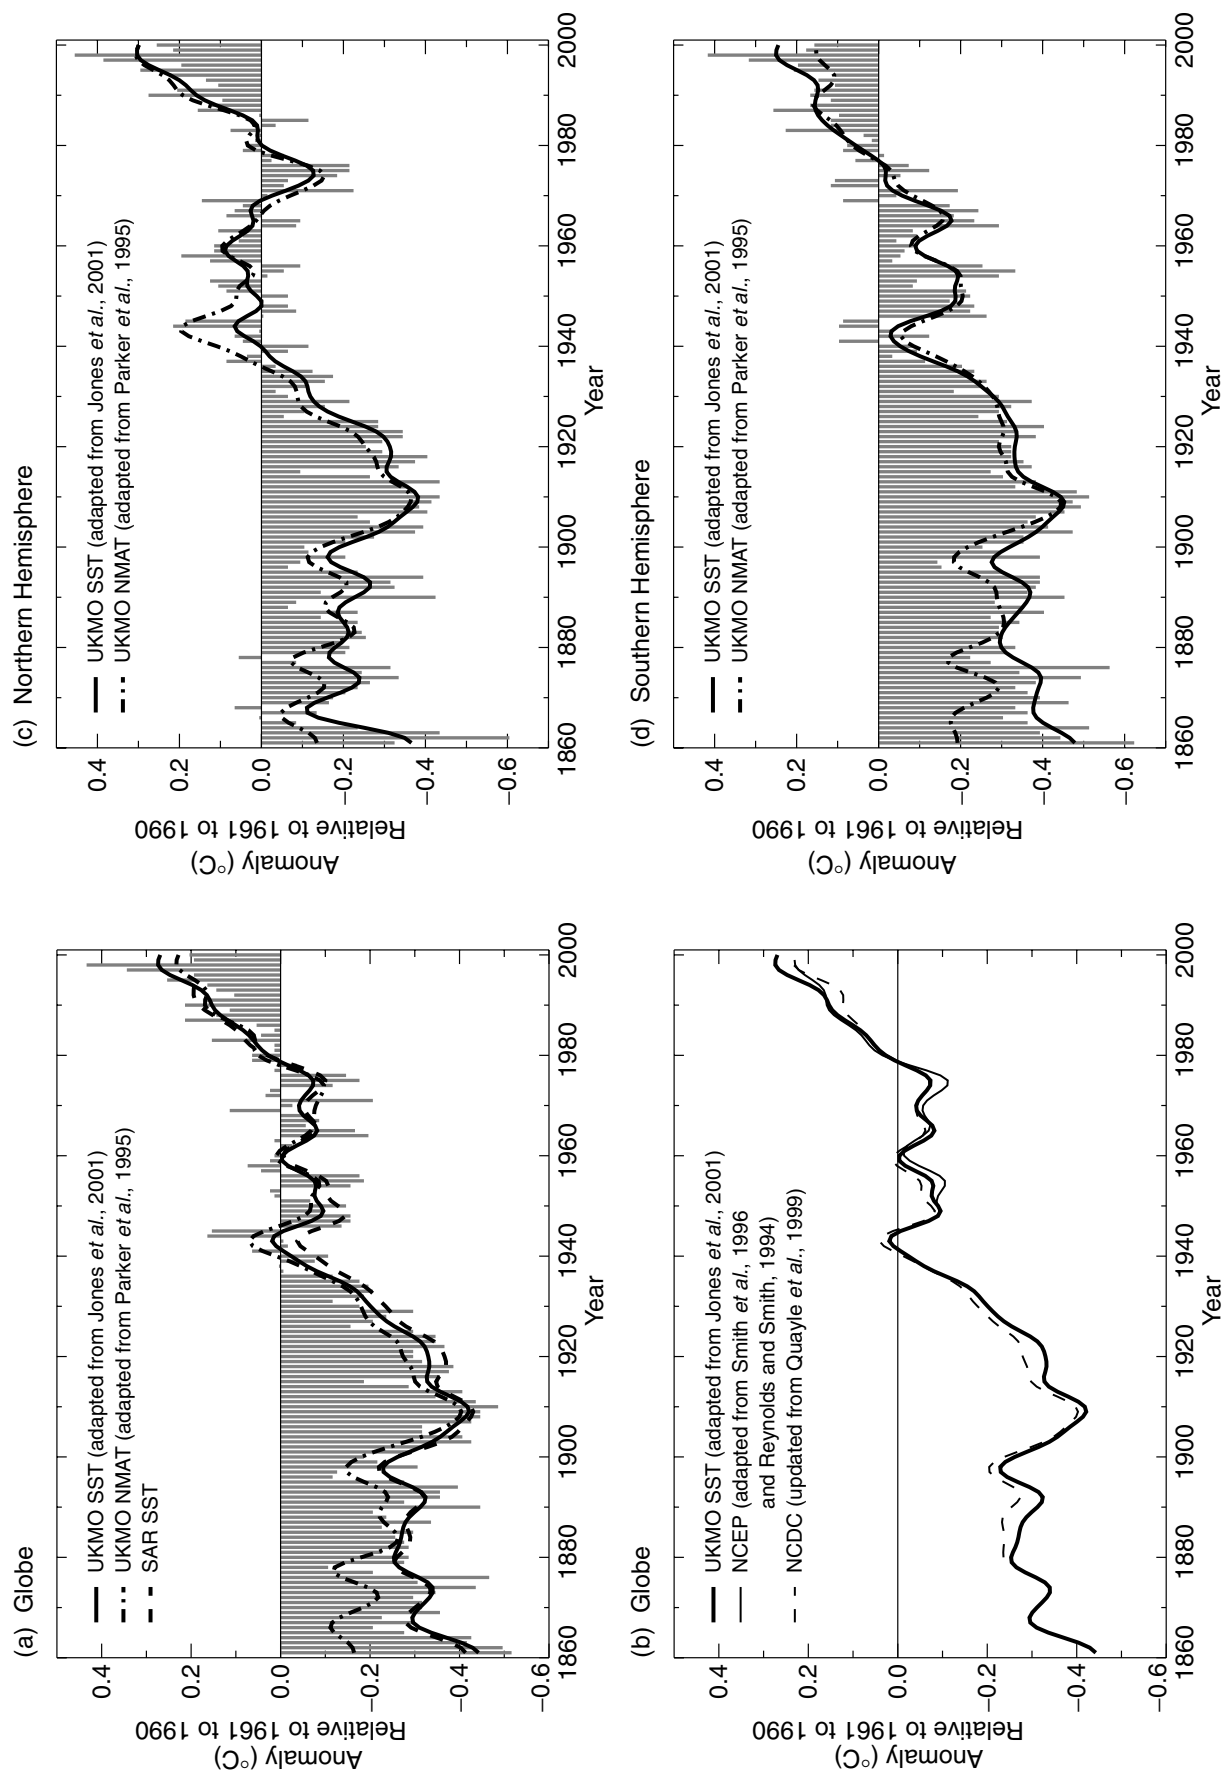 (a) Globe
UKMO SST (adapted from Jones et al., 2001)
UKMO NMAT (adapted from Parker et al., 1995)
SAR SST
Anomaly (°C)
Relative to 1961 to 1990
0.4
0.2
0.0
−0.2
−0.4
−0.6
1860 1880 1900 1920 1940 1960 1980 2000
Year
(c) Northern Hemisphere
UKMO SST (adapted from Jones et al., 2001)
UKMO NMAT (adapted from Parker et al., 1995)
Anomaly (°C)
Relative to 1961 to 1990
0.4
0.2
0.0
−0.2
−0.4
−0.6
1860 1880 1900 1920 1940 1960 1980 2000
Year
(b) Globe
UKMO SST (adapted from Jones et al., 2001)
NCEP (adapted from Smith et al., 1996
and Reynolds and Smith, 1994)
NCDC (updated from Quayle et al., 1999)
Anomaly (°C)
Relative to 1961 to 1990
0.4
0.2
0.0
−0.2
−0.4
−0.6
1860 1880 1900 1920 1940 1960 1980 2000
Year
(d) Southern Hemisphere
UKMO SST (adapted from Jones et al., 2001)
UKMO NMAT (adapted from Parker et al., 1995)
Anomaly (°C)
Relative to 1961 to 1990
0.4
0.2
0.0
−0.2
−0.4
−0.6
1860 1880 1900 1920 1940 1960 1980 2000
Year